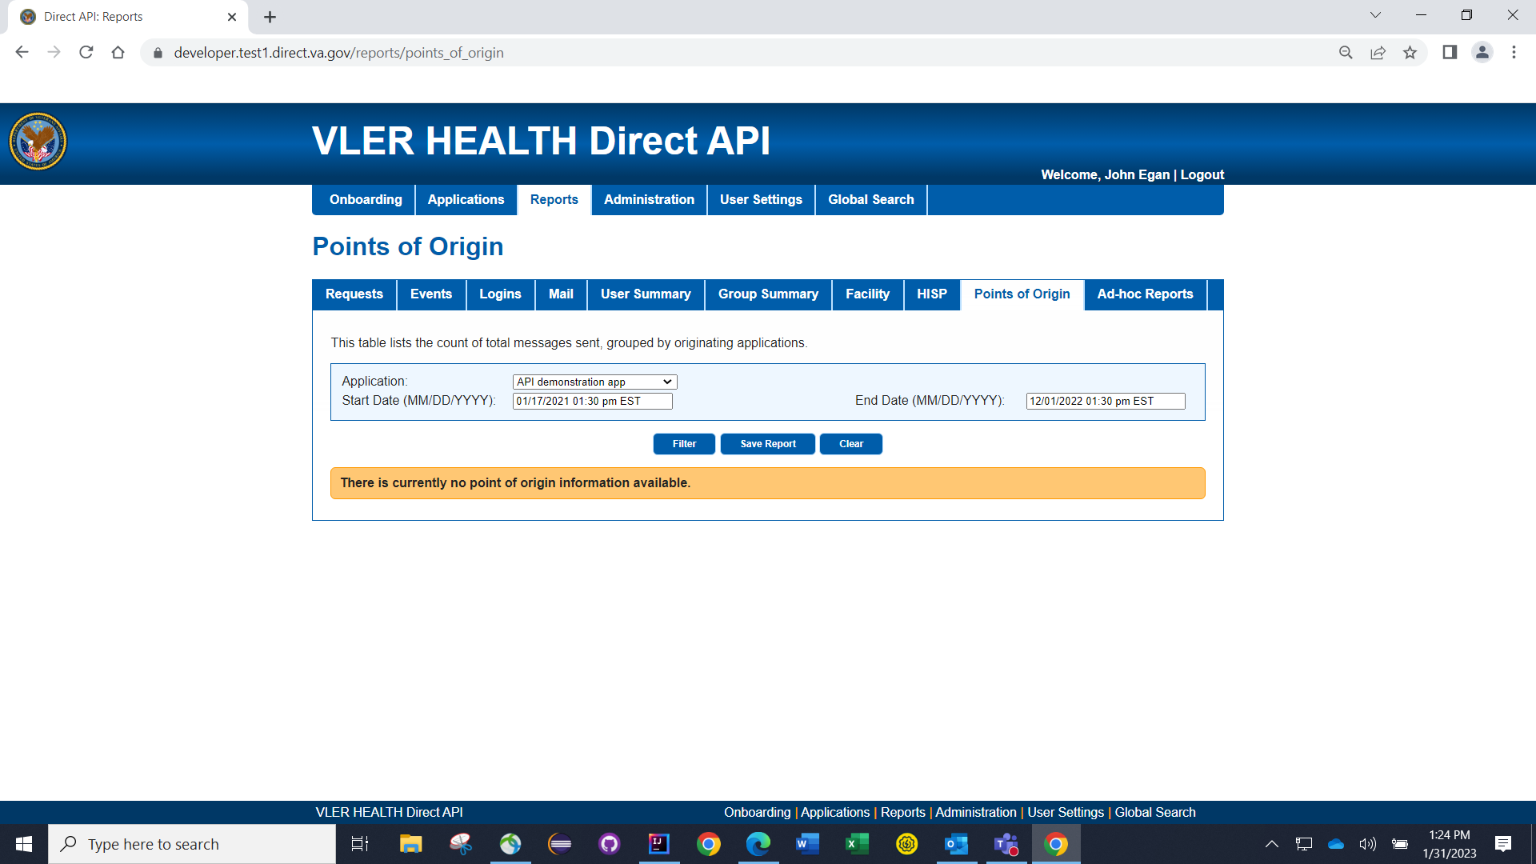 Direct API: Reports
developer.test1.direct.va.gov/reports/points_of_origin
VLER HEALTH Direct API
Welcome, John Egan | Logout
Onboarding Applications Reports Administration User Settings Global Search
Points of Origin
Requests Events Logins Mail User Summary Group Summary Facility HISP Points of Origin Ad-hoc Reports
This table lists the count of total messages sent, grouped by originating applications.
Application: API demonstration app
Start Date (MM/DD/YYYY): 01/17/2021 01:30 pm EST End Date (MM/DD/YYYY): 12/01/2022 01:30 pm EST
Filter Save Report Clear
There is currently no point of origin information available.
VLER HEALTH Direct API Onboarding | Applications | Reports | Administration | User Settings | Global Search
Type here to search
1:24 PM
1/31/2023